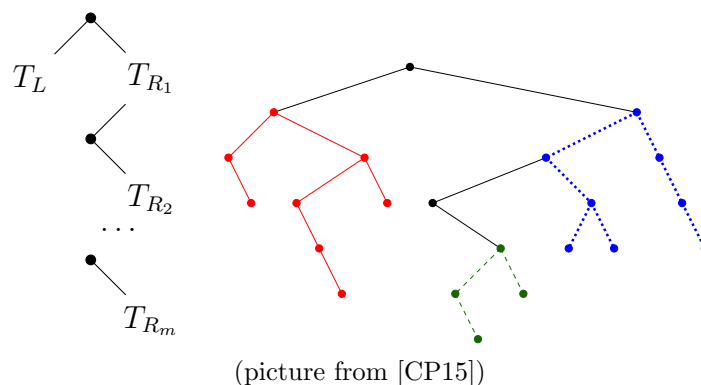 T_L
T_{R_1}
T_{R_2}
...
T_{R_m}
(picture from [CP15])